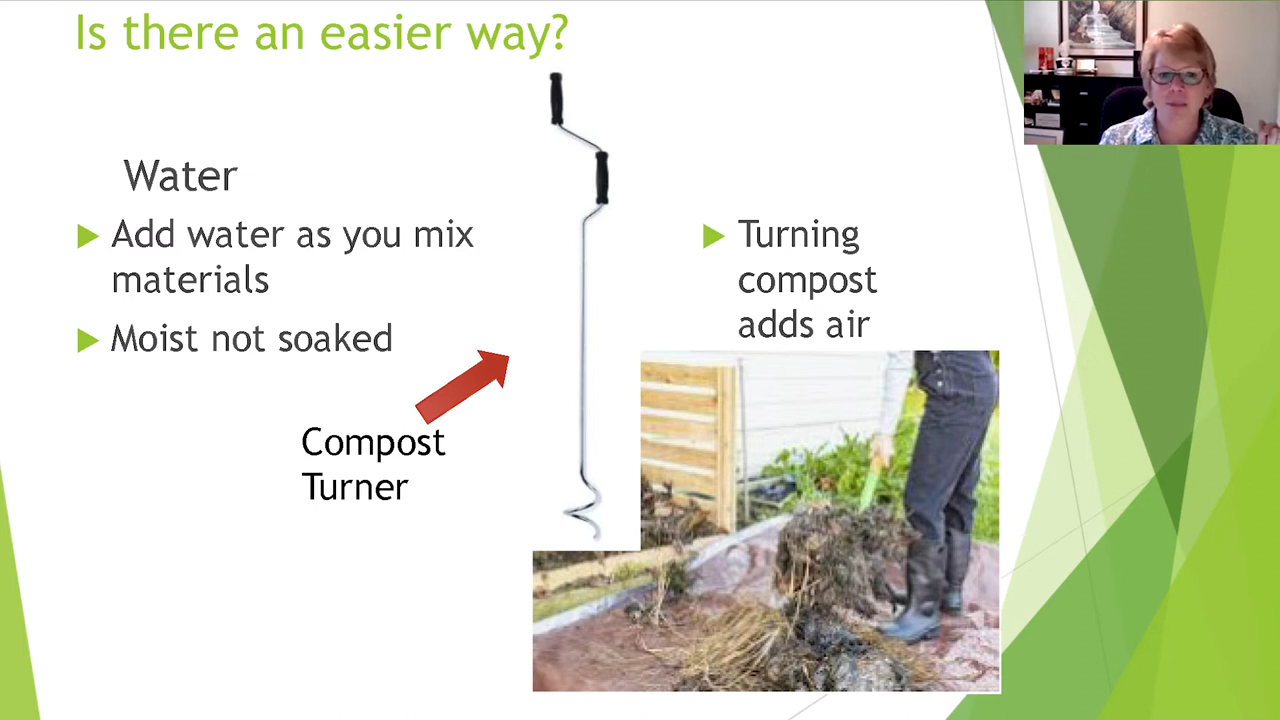 Is there an easier way?
Water
Add water as you mix
materials
Moist not soaked
Compost
Turner
Turning
compost
adds air